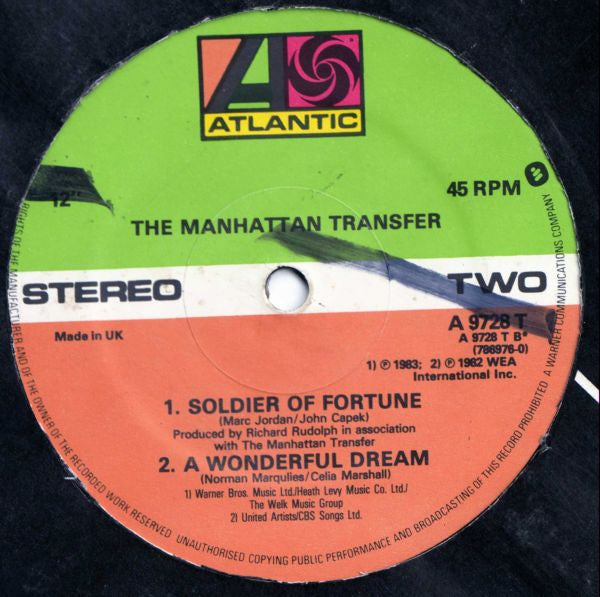 ATLANTIC
12"
45 RPM
THE MANHATTAN TRANSFER
STEREO
TWO
Made in UK
A 9728 T
A 9728 T B*
(786976-0)
1) ℗ 1983; 2) ℗ 1982 WEA
International Inc.
1. SOLDIER OF FORTUNE
(Marc Jordan/John Capek)
Produced by Richard Rudolph in association
with The Manhattan Transfer
2. A WONDERFUL DREAM
(Norman Marqulies/Celia Marshall)
1) Warner Bros. Music Ltd./Heath Levy Music Co. Ltd./
The Welk Music Group
2) United Artists/CBS Songs Ltd.
RIGHTS OF THE MANUFACTURER AND OF THE OWNER OF THE RECORDED WORK RESERVED UNAUTHORISED COPYING PUBLIC PERFORMANCE AND BROADCASTING OF THIS RECORD PROHIBITED A WARNER COMMUNICATIONS COMPANY